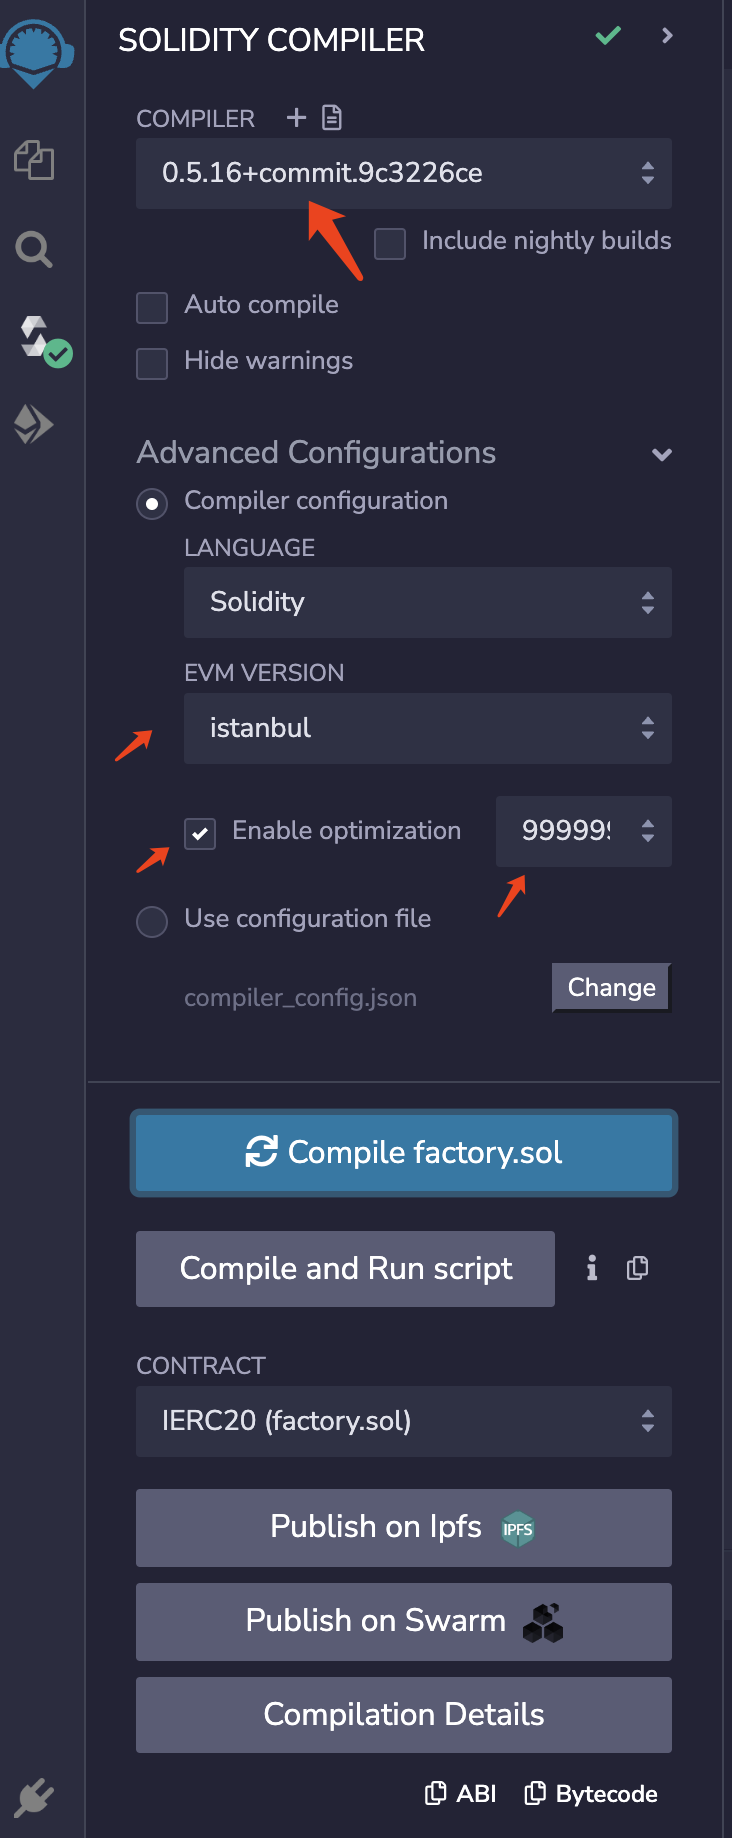 SOLIDITY COMPILER
COMPILER
0.5.16+commit.9c3226ce
Include nightly builds
Auto compile
Hide warnings
Advanced Configurations
Compiler configuration
LANGUAGE
Solidity
EVM VERSION
istanbul
Enable optimization
99999
Use configuration file
compiler_config.json
Change
Compile factory.sol
Compile and Run script
CONTRACT
IERC20 (factory.sol)
Publish on Ipfs IPFS
Publish on Swarm
Compilation Details
ABI Bytecode